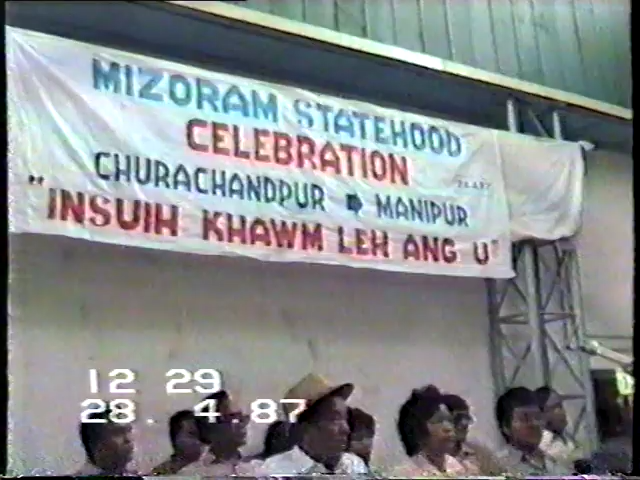 MIZORAM STATEHOOD
CELEBRATION
CHURACHANDPUR MANIPUR
"INSUIH KHAWM LEH ANG U"
12 29
28. 4.87